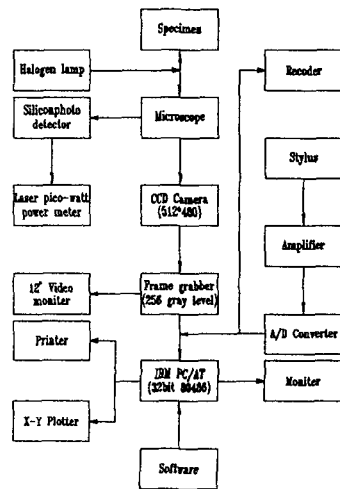 Specimen
Halogen lamp
Recoder
Siliconphoto
detector
Microscope
Stylus
Laser pico-watt
power meter
CCD Camera
(512*480)
Amplifier
12" Video
moniter
Frame grabber
(256 gray level)
A/D Converter
Printer
IBM PC/AT
(32bit 80486)
Moniter
X-Y Plotter
Software